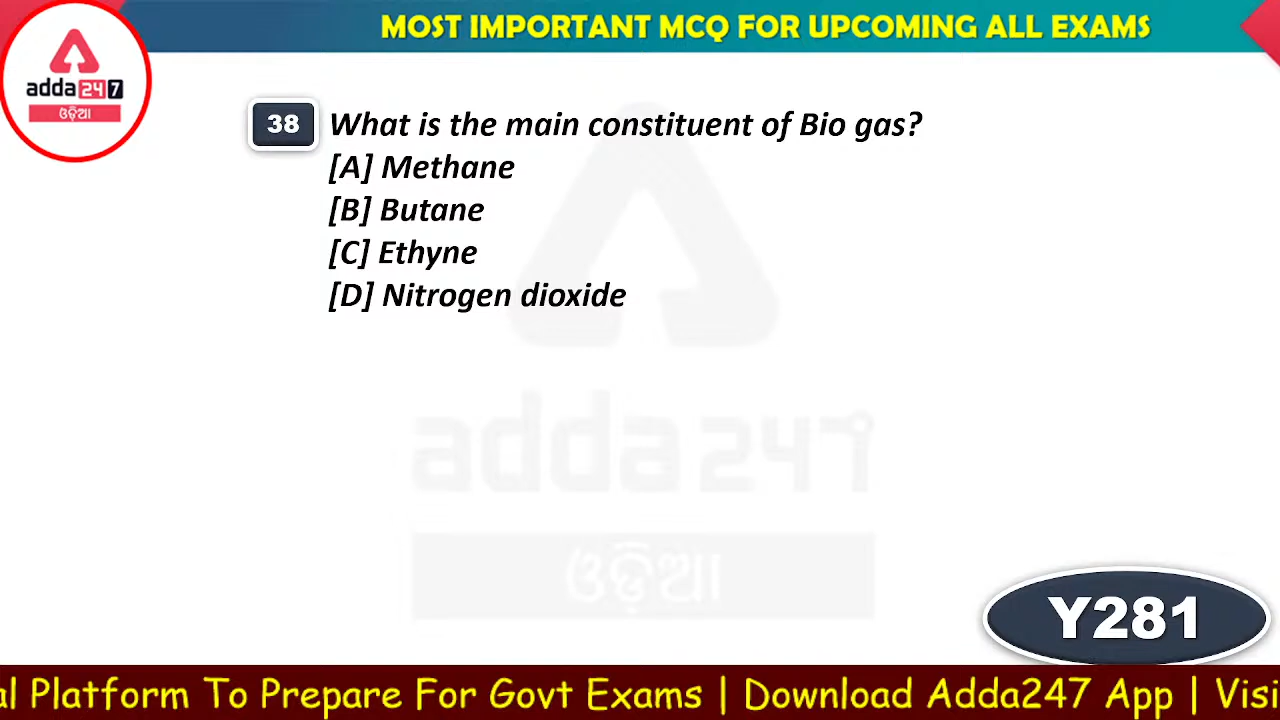 MOST IMPORTANT MCQ FOR UPCOMING ALL EXAMS
adda247
ଓଡ଼ିଆ
38 What is the main constituent of Bio gas?
[A] Methane
[B] Butane
[C] Ethyne
[D] Nitrogen dioxide
adda247
ଓଡ଼ିଆ
Y281
al Platform To Prepare For Govt Exams | Download Adda247 App | Visi